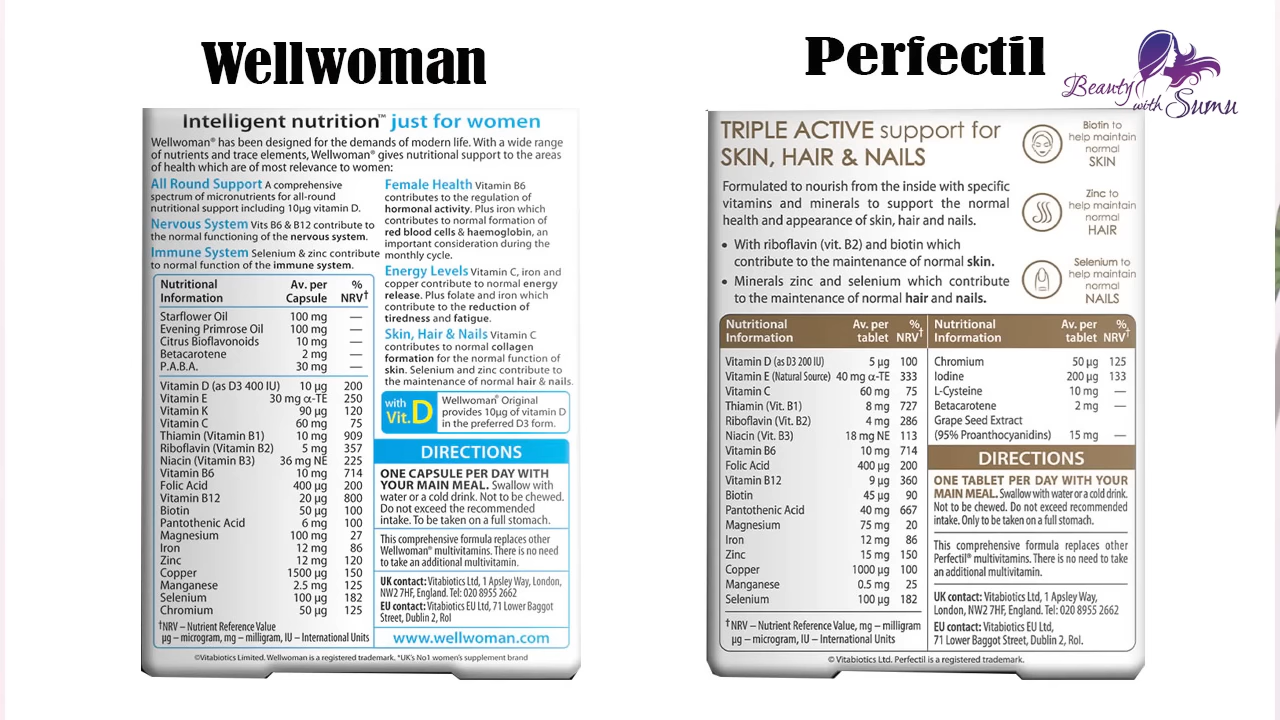 Wellwoman
Intelligent nutrition™ just for women
Wellwoman® has been designed for the demands of modern life. With a wide range
of nutrients and trace elements, Wellwoman® gives nutritional support to the areas
of health which are of most relevance to women:
All Round Support A comprehensive
spectrum of micronutrients for all-round
nutritional support including 10µg vitamin D.
Nervous System Vits B6 & B12 contribute to
the normal functioning of the nervous system.
Immune System Selenium & zinc contribute
to normal function of the immune system.
Nutritional Information Av. per Capsule % NRV†
Starflower Oil 100 mg —
Evening Primrose Oil 100 mg —
Citrus Bioflavonoids 10 mg —
Betacarotene 2 mg —
P.A.B.A. 30 mg —
Vitamin D (as D3 400 IU) 10 µg 200
Vitamin E 30 mg α-TE 250
Vitamin K 90 µg 120
Vitamin C 60 mg 75
Thiamin (Vitamin B1) 10 mg 909
Riboflavin (Vitamin B2) 5 mg 357
Niacin (Vitamin B3) 36 mg NE 225
Vitamin B6 10 mg 714
Folic Acid 400 µg 200
Vitamin B12 20 µg 800
Biotin 50 µg 100
Pantothenic Acid 6 mg 100
Magnesium 100 mg 27
Iron 12 mg 86
Zinc 12 mg 120
Copper 1500 µg 150
Manganese 2.5 mg 125
Selenium 100 µg 182
Chromium 50 µg 125
†NRV – Nutrient Reference Value
µg – microgram, mg – milligram, IU – International Units
Female Health Vitamin B6
contributes to the regulation of
hormonal activity. Plus iron which
contributes to normal formation of
red blood cells & haemoglobin, an
important consideration during the
monthly cycle.
Energy Levels Vitamin C, iron and
copper contribute to normal energy
release. Plus folate and iron which
contribute to the reduction of
tiredness and fatigue.
Skin, Hair & Nails Vitamin C
contributes to normal collagen
formation for the normal function of
skin. Selenium and zinc contribute to
the maintenance of normal hair & nails.
with Vit.D
Wellwoman® Original
provides 10µg of vitamin D
in the preferred D3 form.
DIRECTIONS
ONE CAPSULE PER DAY WITH
YOUR MAIN MEAL. Swallow with
water or a cold drink. Not to be chewed.
Do not exceed the recommended
intake. To be taken on a full stomach.
This comprehensive formula replaces other
Wellwoman® multivitamins. There is no need
to take an additional multivitamin.
UK contact: Vitabiotics Ltd, 1 Apsley Way, London,
NW2 7HF, England. Tel: 020 8955 2662
EU contact: Vitabiotics EU Ltd, 71 Lower Baggot
Street, Dublin 2, RoI
www.wellwoman.com
©Vitabiotics Limited. Wellwoman is a registered trademark. *UK's No1 women's supplement brand
Perfectil
Beauty with Sumu
TRIPLE ACTIVE support for
SKIN, HAIR & NAILS
Formulated to nourish from the inside with specific
vitamins and minerals to support the normal
health and appearance of skin, hair and nails.
• With riboflavin (vit. B2) and biotin which
contribute to the maintenance of normal skin.
• Minerals zinc and selenium which contribute
to the maintenance of normal hair and nails.
Biotin to
help maintain
normal
SKIN
Zinc to
help maintain
normal
HAIR
Selenium to
help maintain
normal
NAILS
Nutritional Information Av. per tablet % NRV†
Vitamin D (as D3 200 IU) 5 µg 100
Vitamin E (Natural Source) 40 mg α-TE 333
Vitamin C 60 mg 75
Thiamin (Vit. B1) 8 mg 727
Riboflavin (Vit. B2) 4 mg 286
Niacin (Vit. B3) 18 mg NE 113
Vitamin B6 10 mg 714
Folic Acid 400 µg 200
Vitamin B12 9 µg 360
Biotin 45 µg 90
Pantothenic Acid 40 mg 667
Magnesium 75 mg 20
Iron 12 mg 86
Zinc 15 mg 150
Copper 1000 µg 100
Manganese 0.5 mg 25
Selenium 100 µg 182
†NRV – Nutrient Reference Value, mg – milligram
µg – microgram, IU – International Units
Nutritional Information Av. per tablet % NRV†
Chromium 50 µg 125
Iodine 200 µg 133
L-Cysteine 10 mg —
Betacarotene 2 mg —
Grape Seed Extract
(95% Proanthocyanidins) 15 mg —
DIRECTIONS
ONE TABLET PER DAY WITH YOUR
MAIN MEAL. Swallow with water or a cold drink.
Not to be chewed. Do not exceed recommended
intake. Only to be taken on a full stomach.
This comprehensive formula replaces other
Perfectil® multivitamins. There is no need to take
an additional multivitamin.
UK contact: Vitabiotics Ltd, 1 Apsley Way,
London, NW2 7HF, England. Tel: 020 8955 2662
EU contact: Vitabiotics EU Ltd,
71 Lower Baggot Street, Dublin 2, RoI.
© Vitabiotics Ltd. Perfectil is a registered trademark.